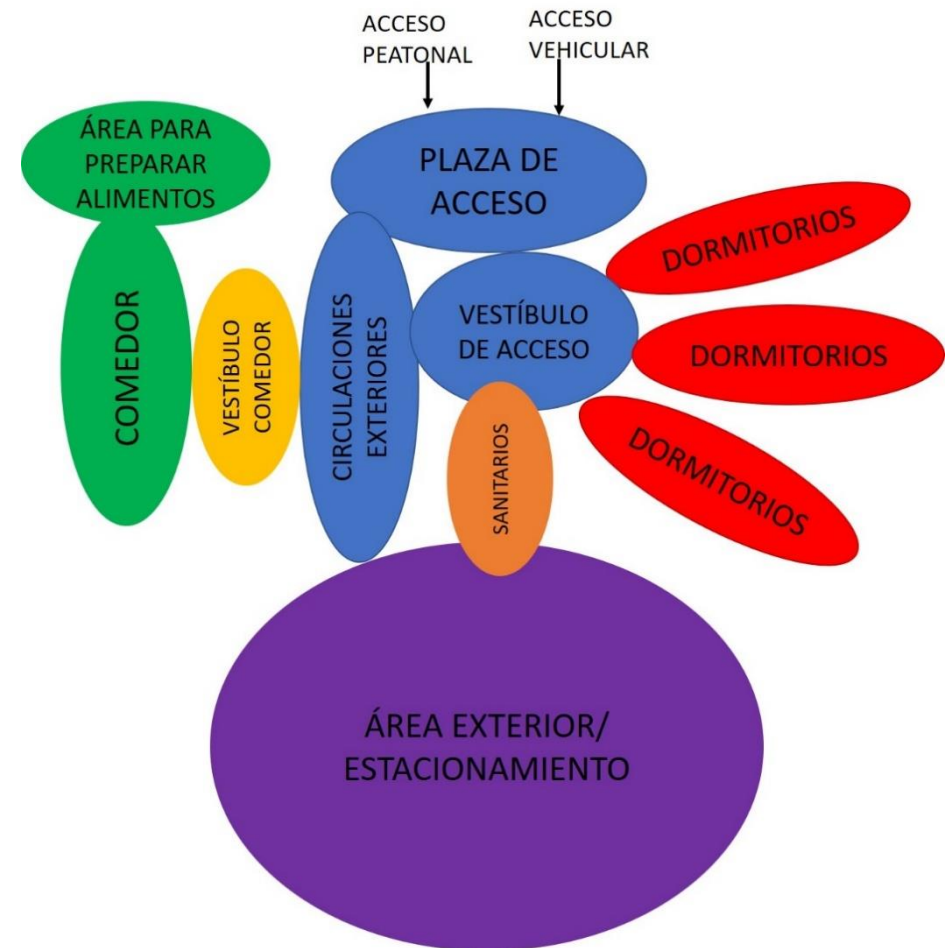 ACCESO
PEATONAL
ACCESO
VEHICULAR
ÁREA PARA
PREPARAR
ALIMENTOS
PLAZA DE
ACCESO
COMEDOR
VESTÍBULO
COMEDOR
CIRCULACIONES
EXTERIORES
VESTÍBULO
DE ACCESO
DORMITORIOS
DORMITORIOS
DORMITORIOS
SANITARIOS
ÁREA EXTERIOR/
ESTACIONAMIENTO